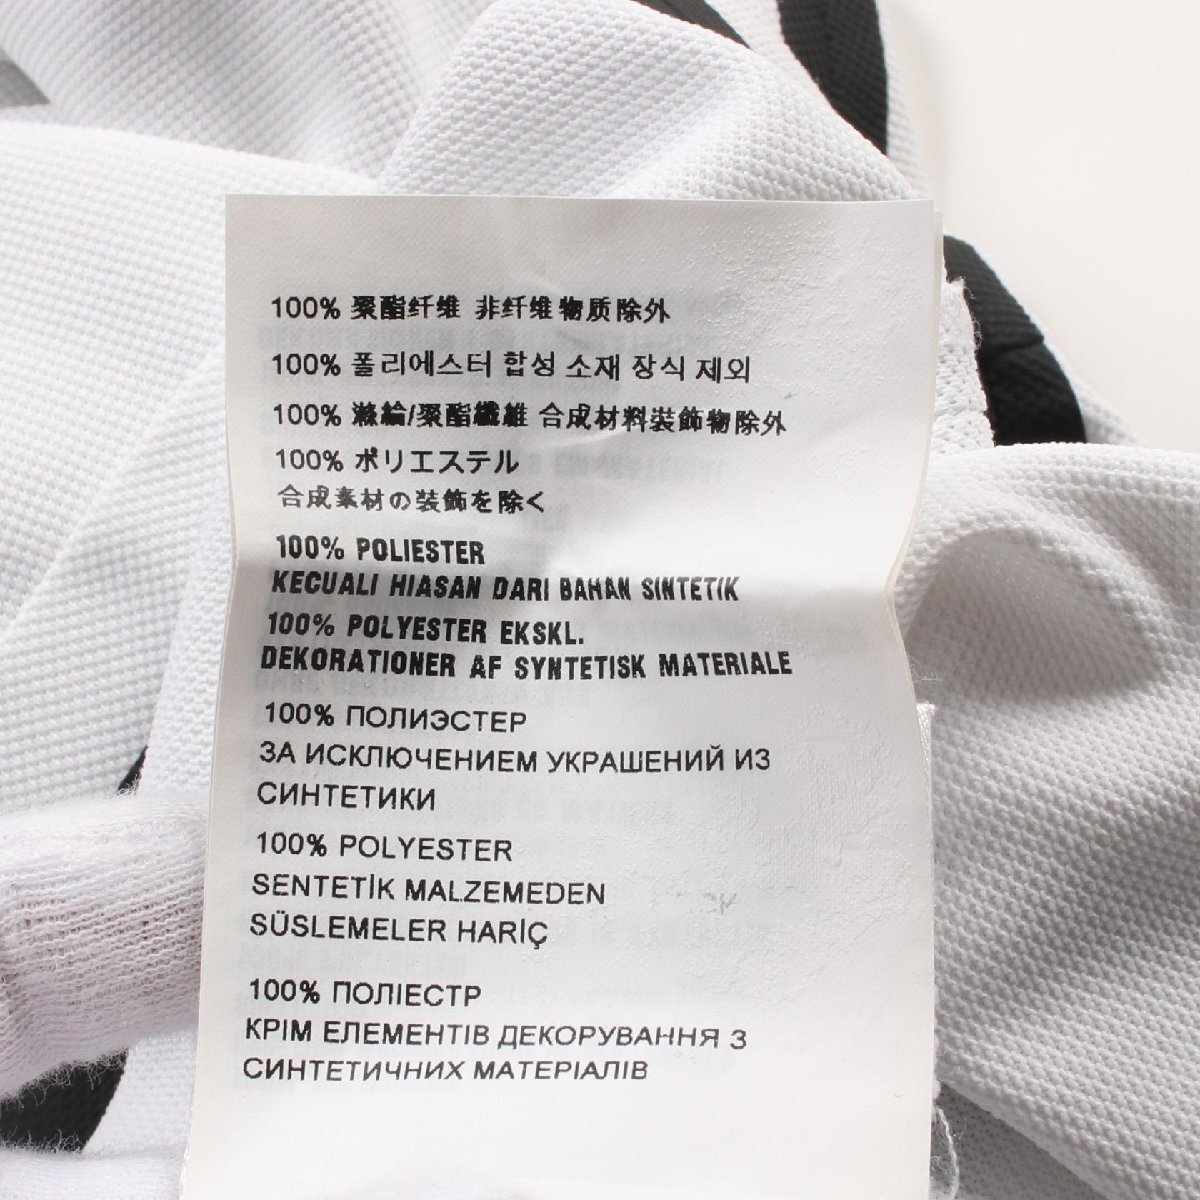 100% 聚酯纤维 非纤维物质除外
100% 폴리에스터 합성 소재 장식 제외
100% 滌綸/聚酯纖維 合成材料裝飾物除外
100% ポリエステル
合成素材の装飾を除く
100% POLIESTER
KECUALI HIASAN DARI BAHAN SINTETIK
100% POLYESTER EKSKL.
DEKORATIONER AF SYNTETISK MATERIALE
100% ПОЛИЭСТЕР
ЗА ИСКЛЮЧЕНИЕМ УКРАШЕНИЙ ИЗ
СИНТЕТИКИ
100% POLYESTER
SENTETİK MALZEMEDEN
SÜSLEMELER HARİÇ
100% ПОЛІЕСТР
КРІМ ЕЛЕМЕНТІВ ДЕКОРУВАННЯ З
СИНТЕТИЧНИХ МАТЕРІАЛІВ